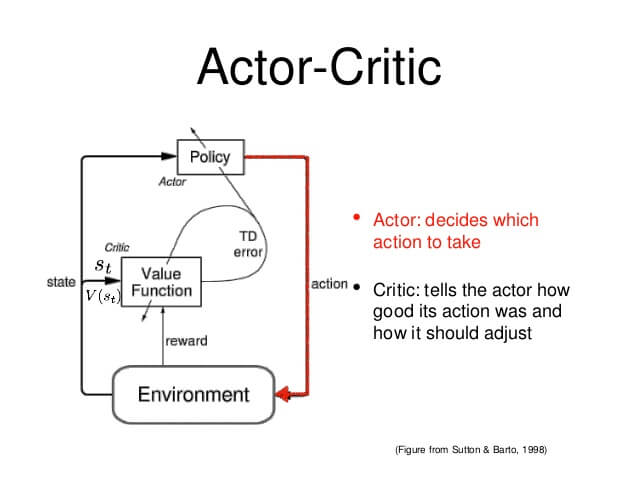 Actor-Critic
Policy
Actor
TD
error
Critic
s_t
state
V(s_t)
Value
Function
action
reward
Environment
• Actor: decides which
action to take
• Critic: tells the actor how
good its action was and
how it should adjust
(Figure from Sutton & Barto, 1998)